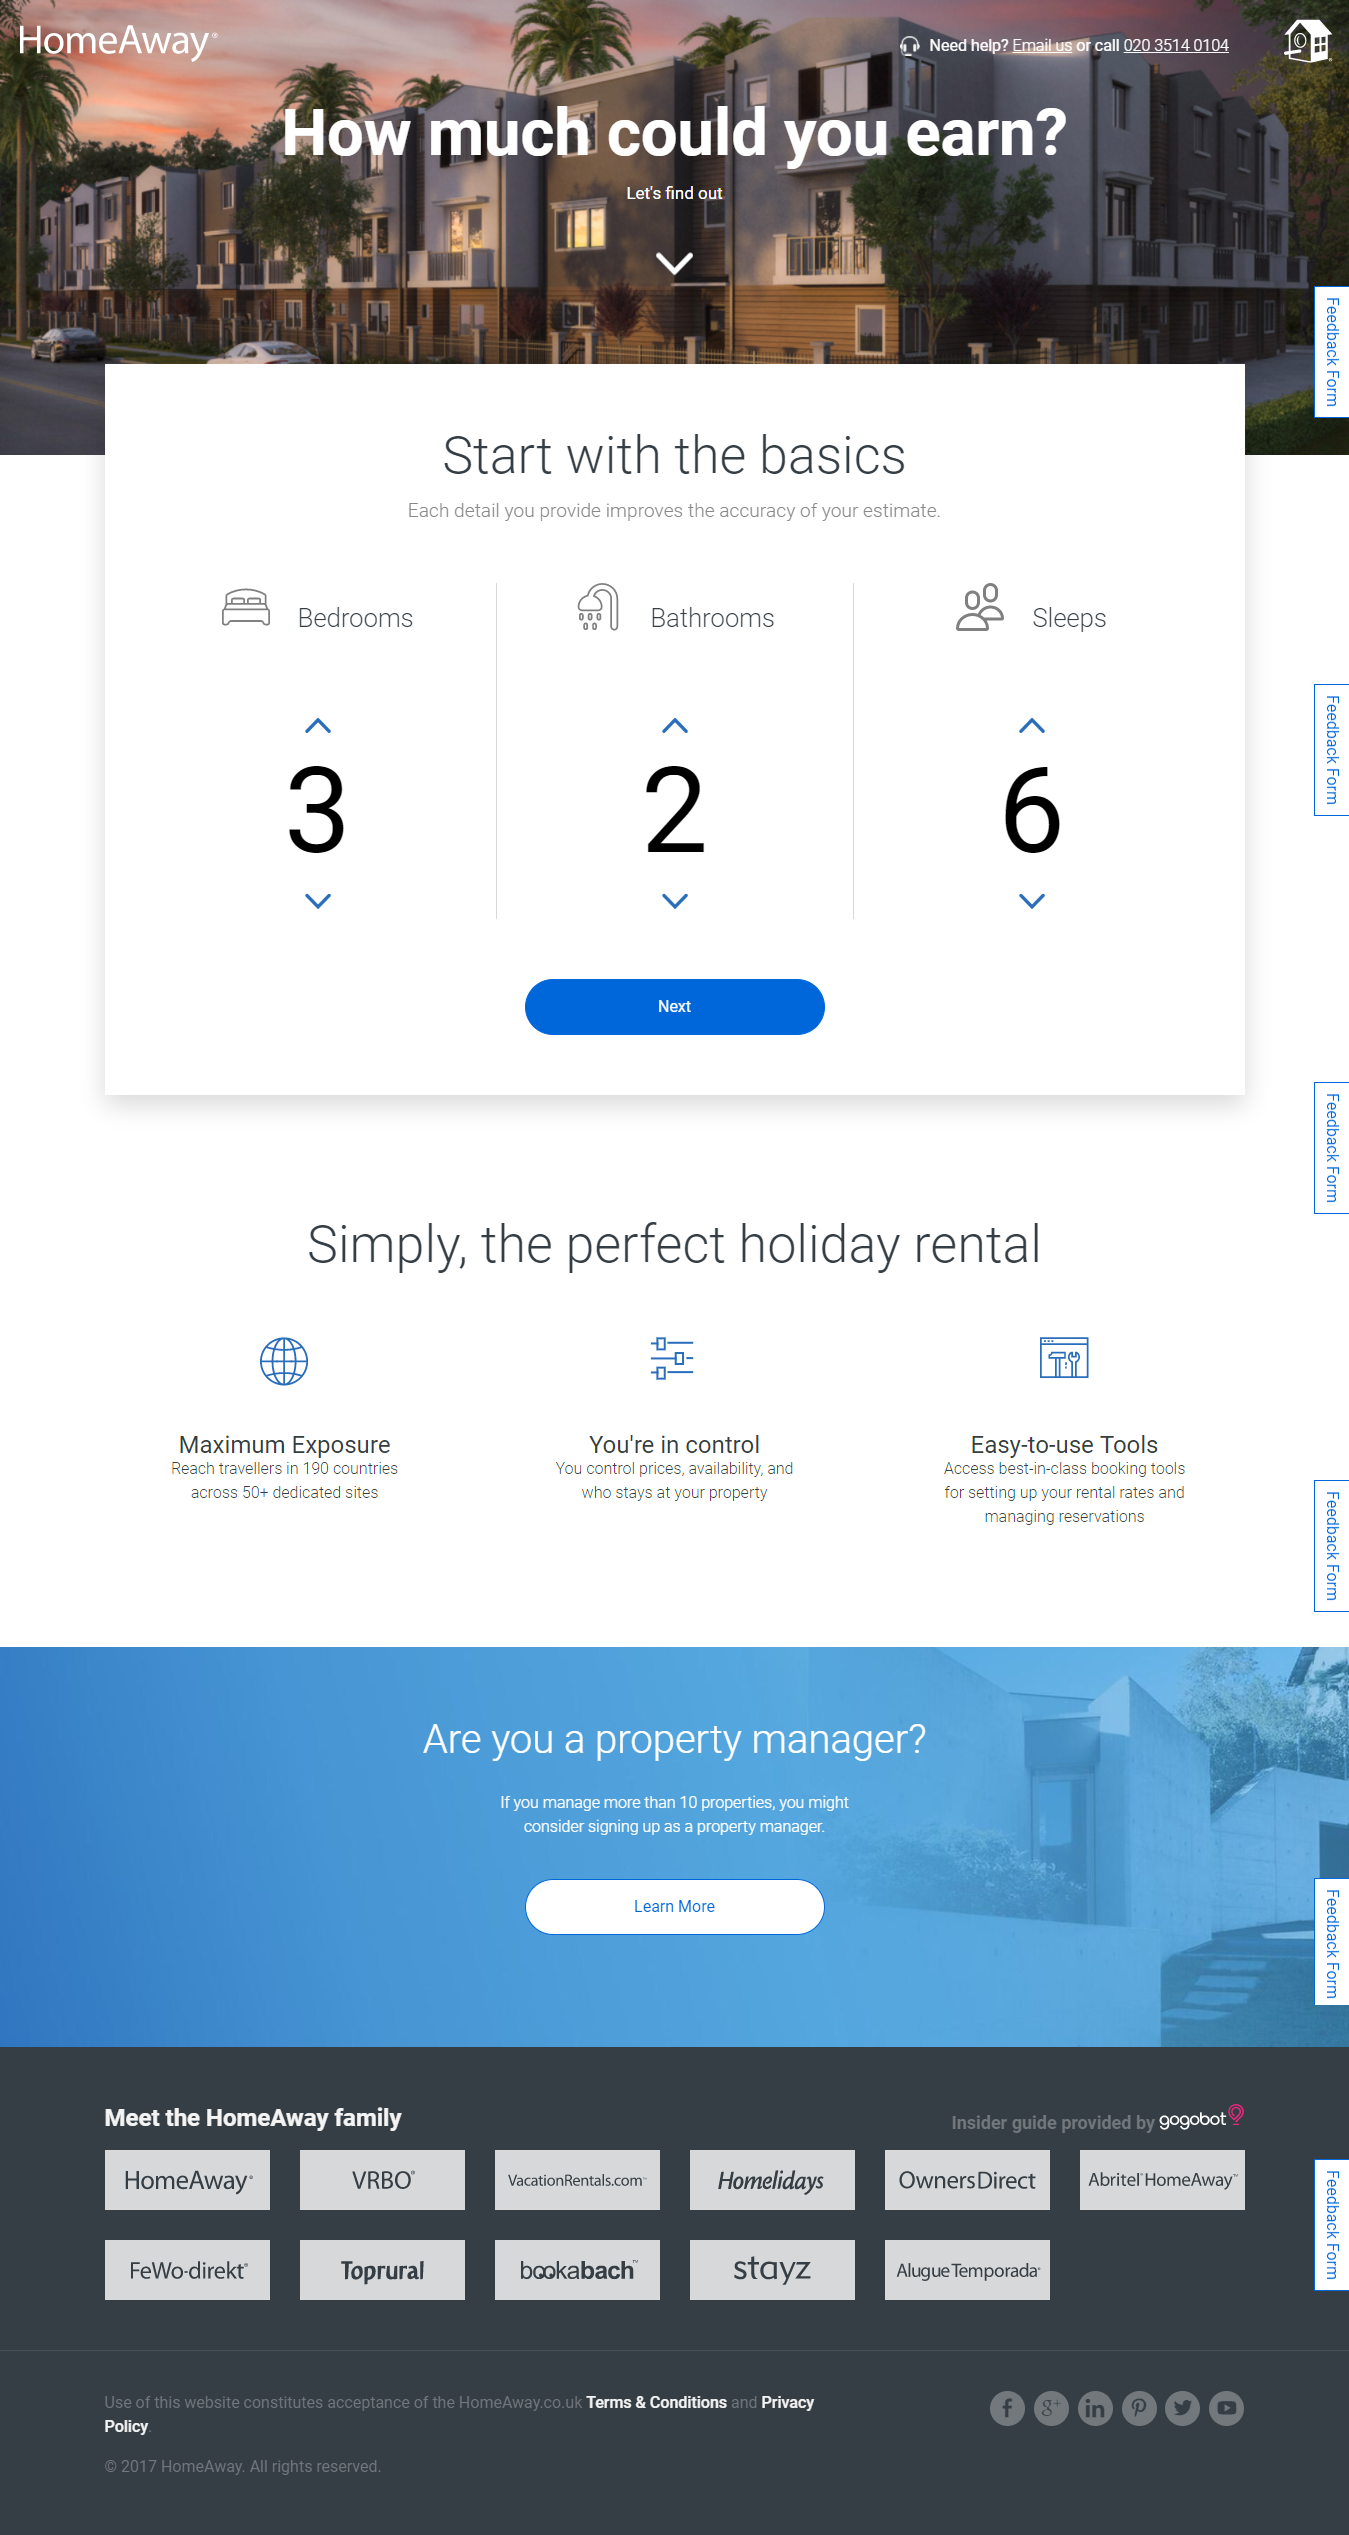 HomeAway®
Need help? Email us or call 020 3514 0104
How much could you earn?
Let's find out
Feedback Form
Start with the basics
Each detail you provide improves the accuracy of your estimate.
Bedrooms
Bathrooms
Sleeps
Feedback Form
3
2
6
Next
Feedback Form
Simply, the perfect holiday rental
Maximum Exposure
Reach travellers in 190 countries
across 50+ dedicated sites
You're in control
You control prices, availability, and
who stays at your property
Easy-to-use Tools
Access best-in-class booking tools
for setting up your rental rates and
managing reservations
Feedback Form
Are you a property manager?
If you manage more than 10 properties, you might
consider signing up as a property manager.
Learn More
Feedback Form
Meet the HomeAway family
Insider guide provided by gogobot
HomeAway®
VRBO®
VacationRentals.com™
Homelidays
OwnersDirect
Abritel® HomeAway™
FeWo-direkt®
Toprural
bookabach™
stayz
AlugueTemporada®
Feedback Form
Use of this website constitutes acceptance of the HomeAway.co.uk Terms & Conditions and Privacy
Policy.
© 2017 HomeAway. All rights reserved.